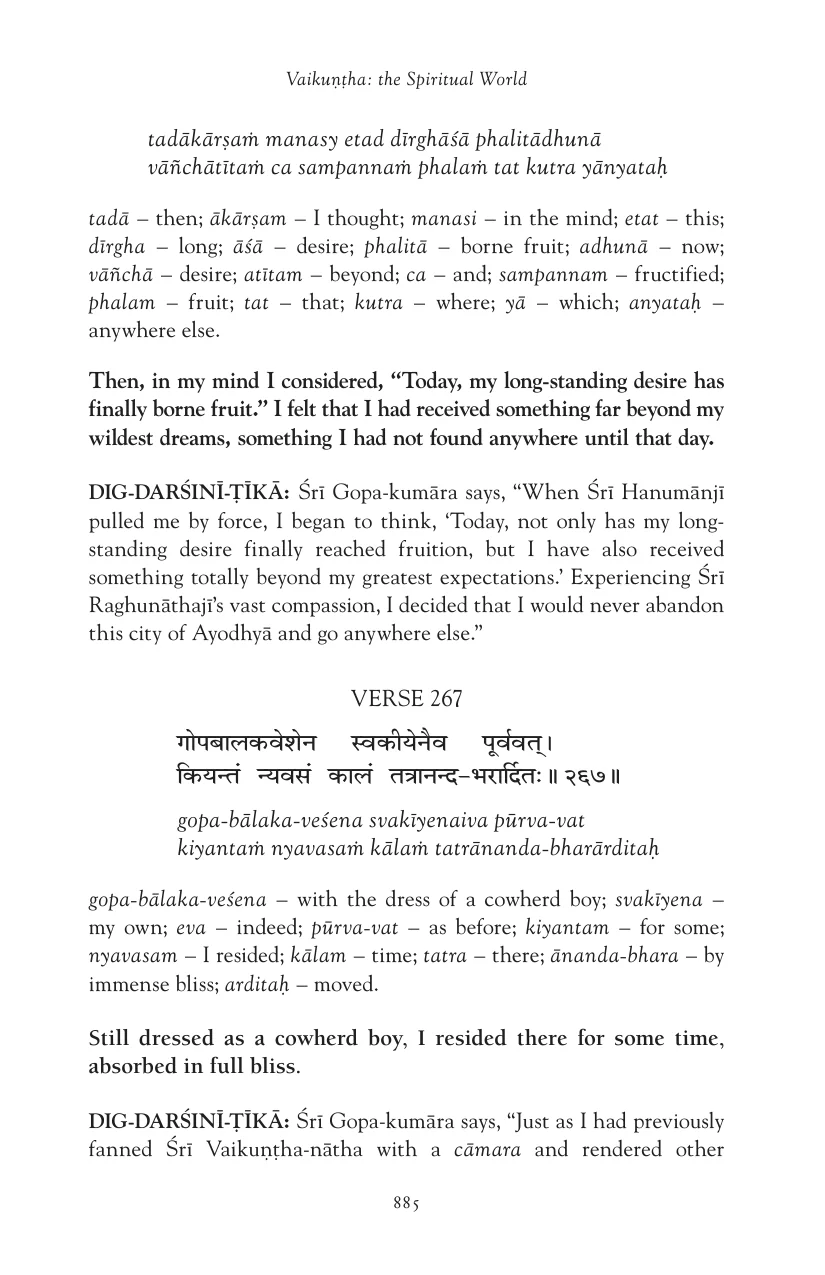 Vaikuṇṭha: the Spiritual World
tadākārṣaṁ manasy etad dīrghāśā phalitādhunā
vāñchātītaṁ ca sampannaṁ phalaṁ tat kutra yānyataḥ
tadā – then; ākārṣam – I thought; manasi – in the mind; etat – this;
dīrgha – long; āśā – desire; phalitā – borne fruit; adhunā – now;
vāñchā – desire; atītam – beyond; ca – and; sampannam – fructified;
phalam – fruit; tat – that; kutra – where; yā – which; anyataḥ –
anywhere else.
Then, in my mind I considered, “Today, my long-standing desire has
finally borne fruit.” I felt that I had received something far beyond my
wildest dreams, something I had not found anywhere until that day.
DIG-DARŚINĪ-ṬĪKĀ: Śrī Gopa-kumāra says, “When Śrī Hanumānjī
pulled me by force, I began to think, ‘Today, not only has my long-
standing desire finally reached fruition, but I have also received
something totally beyond my greatest expectations.’ Experiencing Śrī
Raghunāthajī’s vast compassion, I decided that I would never abandon
this city of Ayodhyā and go anywhere else.”
VERSE 267
गोपबालकवेशेन स्वकीयेनैव पूर्ववत्।
कियन्तं न्यवसं कालं तत्रानन्द-भरार्दितः॥ २६७॥
gopa-bālaka-veśena svakīyenaiva pūrva-vat
kiyantaṁ nyavasaṁ kālaṁ tatrānanda-bharārditaḥ
gopa-bālaka-veśena – with the dress of a cowherd boy; svakīyena –
my own; eva – indeed; pūrva-vat – as before; kiyantam – for some;
nyavasam – I resided; kālam – time; tatra – there; ānanda-bhara – by
immense bliss; arditaḥ – moved.
Still dressed as a cowherd boy, I resided there for some time,
absorbed in full bliss.
DIG-DARŚINĪ-ṬĪKĀ: Śrī Gopa-kumāra says, “Just as I had previously
fanned Śrī Vaikuṇṭha-nātha with a cāmara and rendered other
885